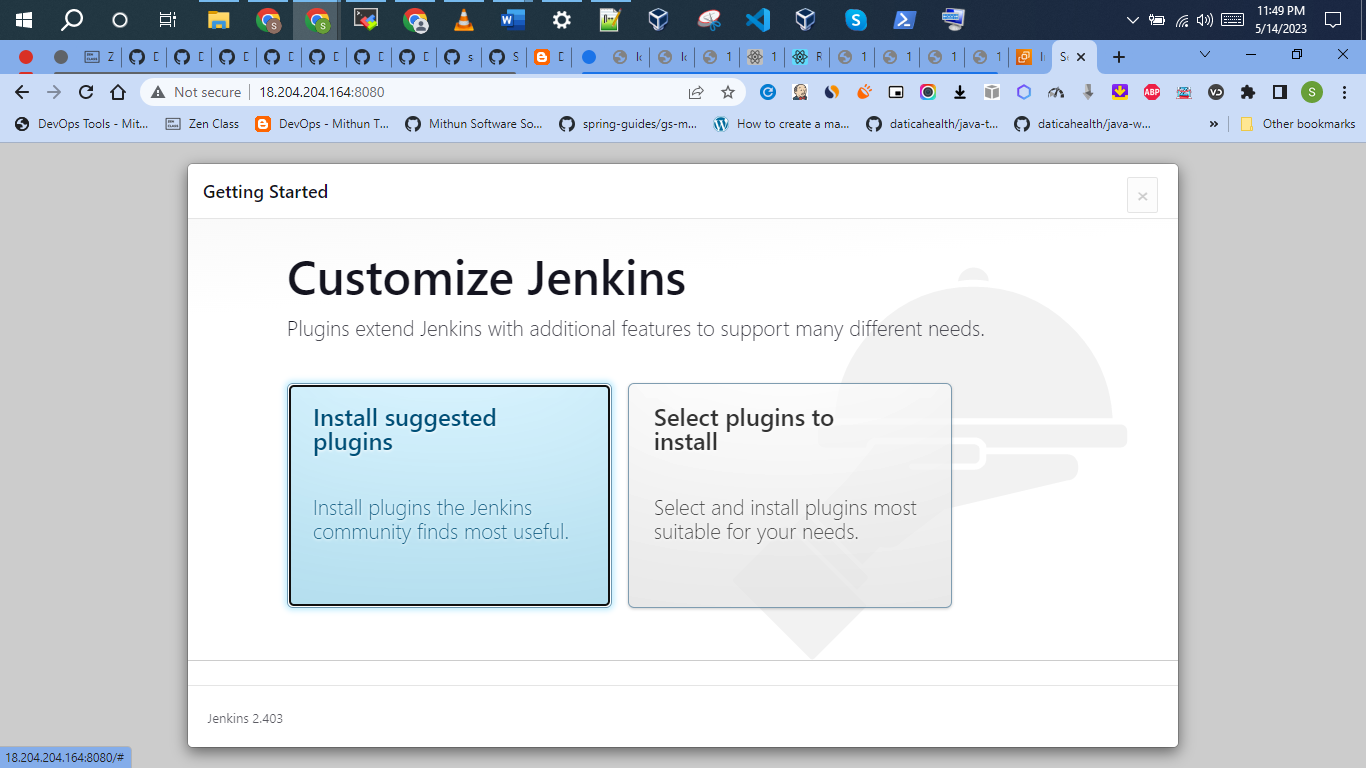 11:49 PM
5/14/2023
Not secure
18.204.204.164:8080
DevOps Tools - Mit...
Zen Class
DevOps - Mithun T...
Mithun Software So...
spring-guides/gs-m...
How to create a ma...
daticahealth/java-t...
daticahealth/java-w...
»
Other bookmarks
Getting Started
×
Customize Jenkins
Plugins extend Jenkins with additional features to support many different needs.
Install suggested
plugins
Install plugins the Jenkins
community finds most useful.
Select plugins to
install
Select and install plugins most
suitable for your needs.
Jenkins 2.403
18.204.204.164:8080/#